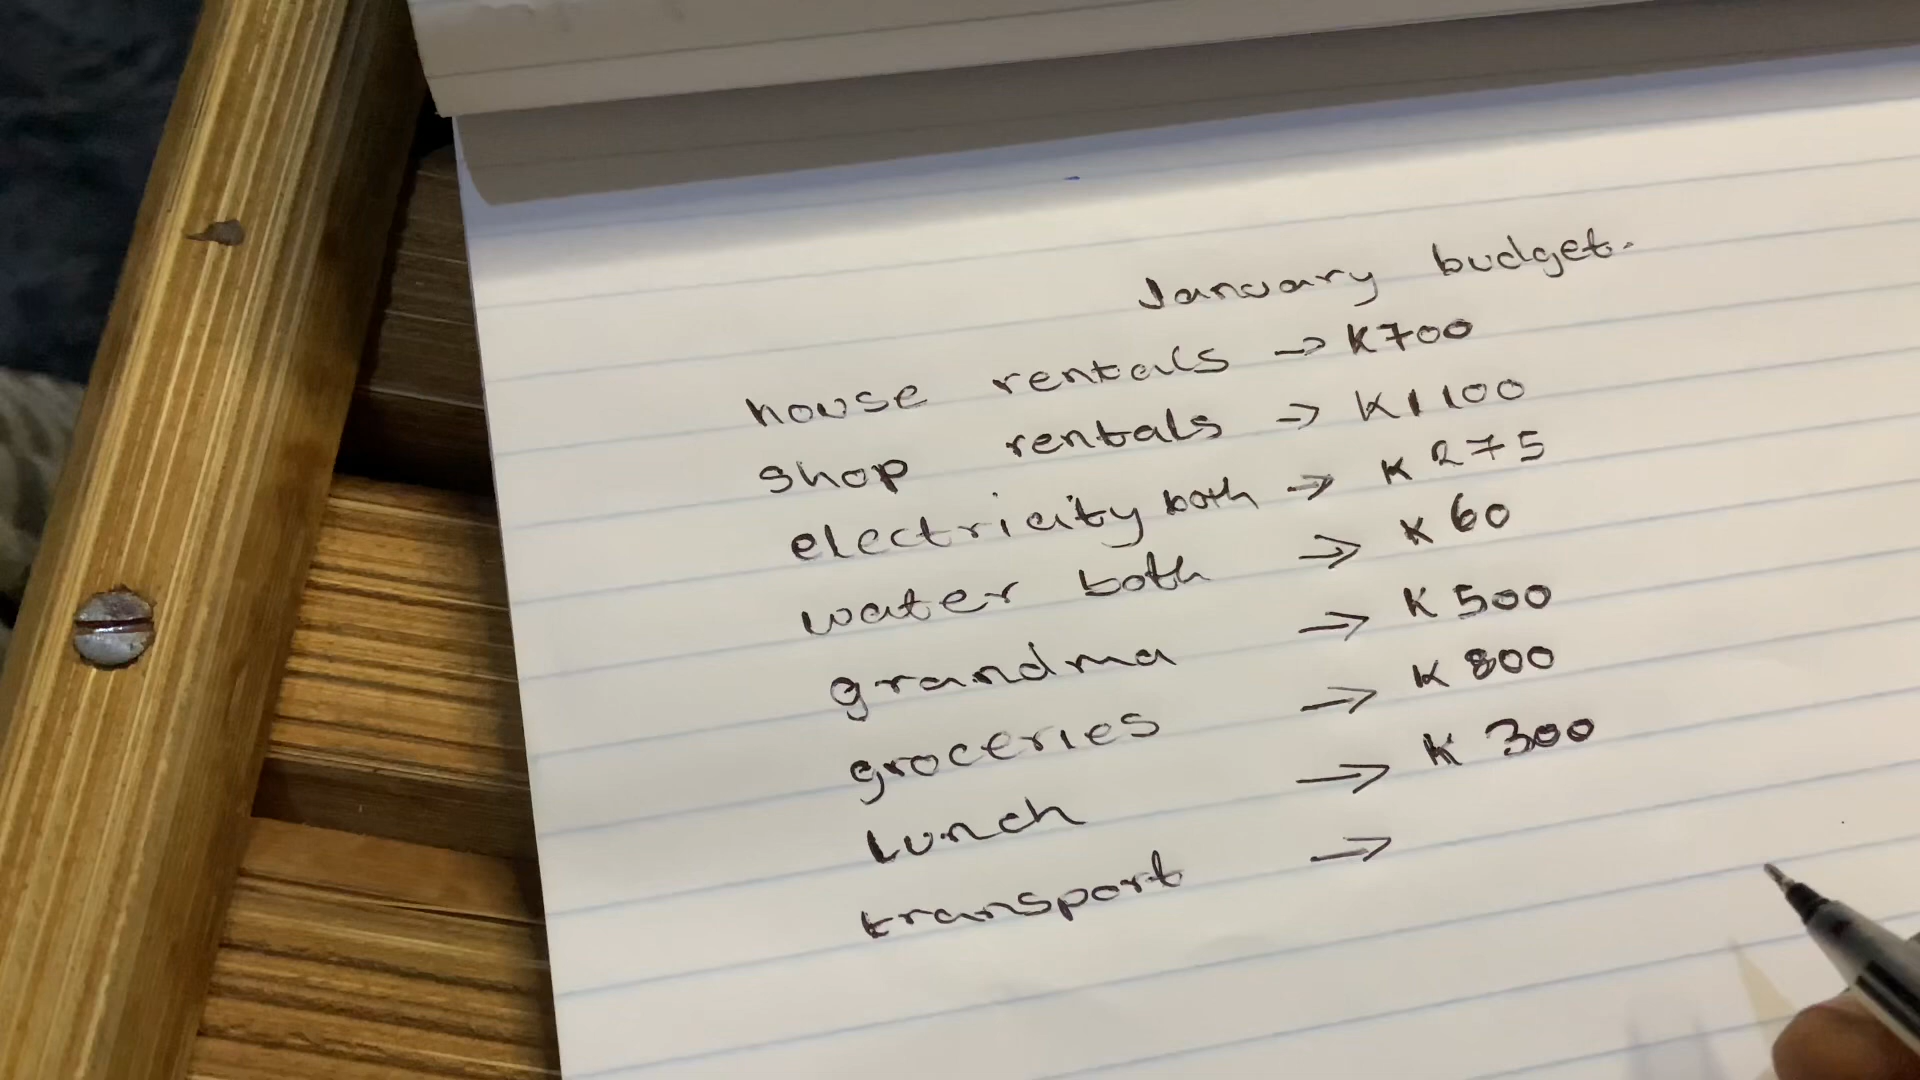 January budget.
house rentals → K700
shop rentals → K1100
electricity both → K275
water both → K60
grandma → K500
groceries → K800
lunch → K300
transport →